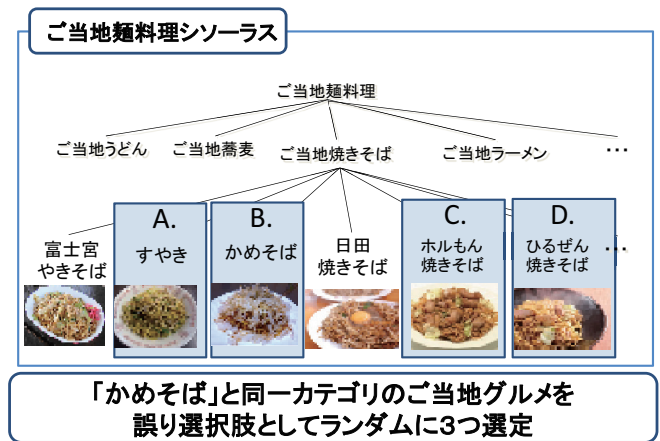 ご当地麺料理シソーラス
ご当地麺料理
ご当地うどん
ご当地蕎麦
ご当地焼きそば
ご当地ラーメン
…
富士宮
やきそば
A.
すやき
B.
かめそば
日田
焼きそば
C.
ホルもん
焼きそば
D.
ひるぜん
焼きそば
…
「かめそば」と同一カテゴリのご当地グルメを
誤り選択肢としてランダムに3つ選定